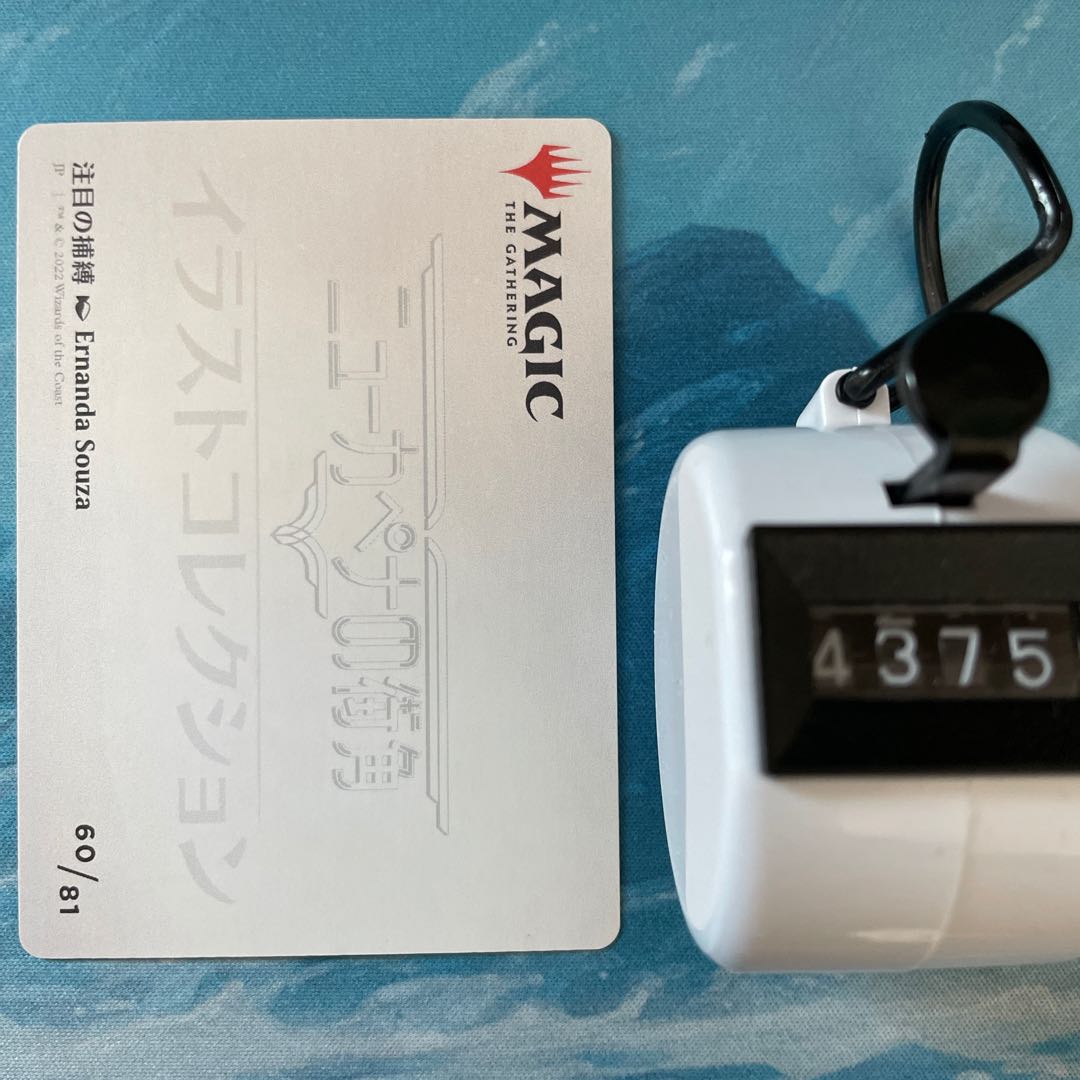 MAGIC
THE GATHERING
ニューカペナの街角
イラストコレクション
注目の捕縛 Ernanda Souza
JP ™ & © 2022 Wizards of the Coast
60/81
4375